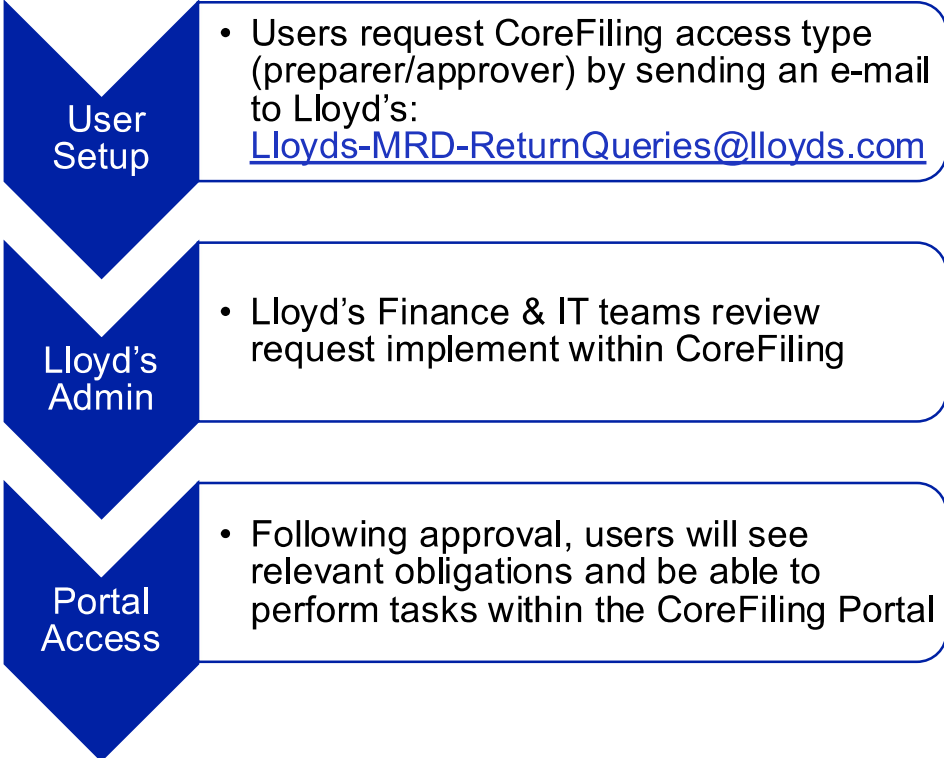 User
Setup
• Users request CoreFiling access type
(preparer/approver) by sending an e-mail
to Lloyd's:
Lloyds-MRD-ReturnQueries@lloyds.com
Lloyd's
Admin
• Lloyd's Finance & IT teams review
request implement within CoreFiling
Portal
Access
• Following approval, users will see
relevant obligations and be able to
perform tasks within the CoreFiling Portal